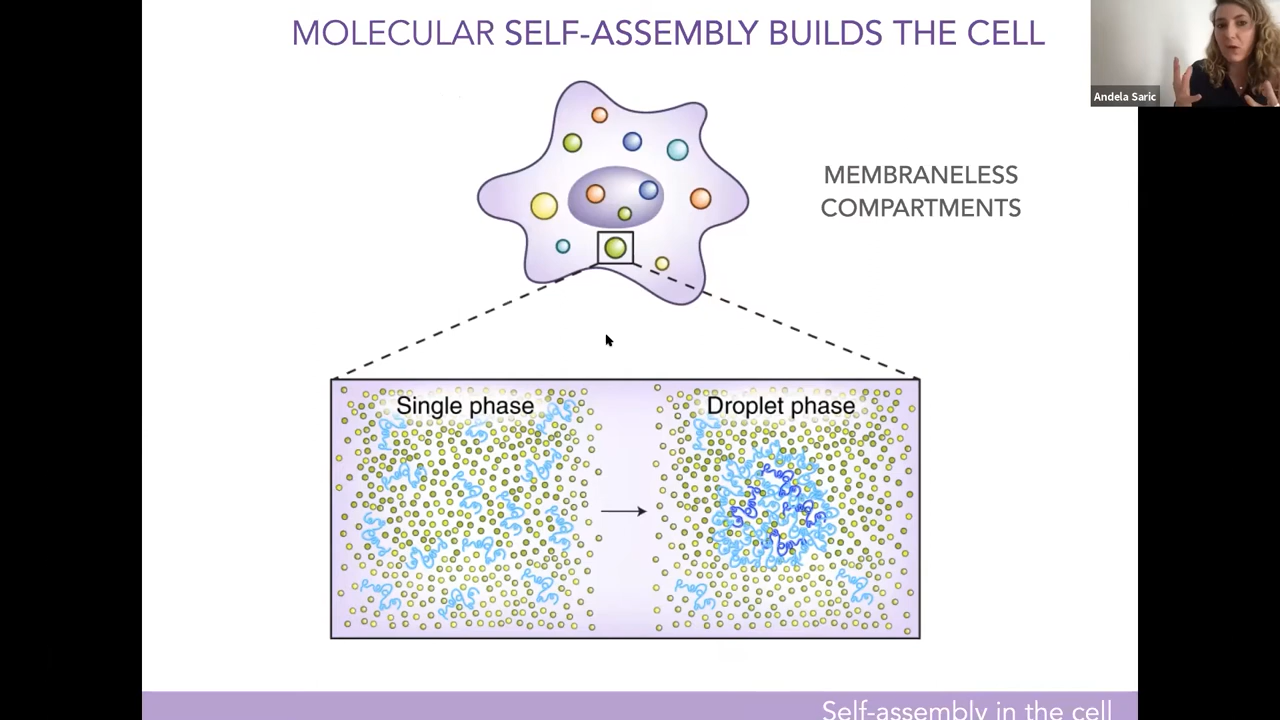 MOLECULAR SELF-ASSEMBLY BUILDS THE CELL
Andela Saric
MEMBRANELESS
COMPARTMENTS
Single phase
Droplet phase
Self-assembly in the cell